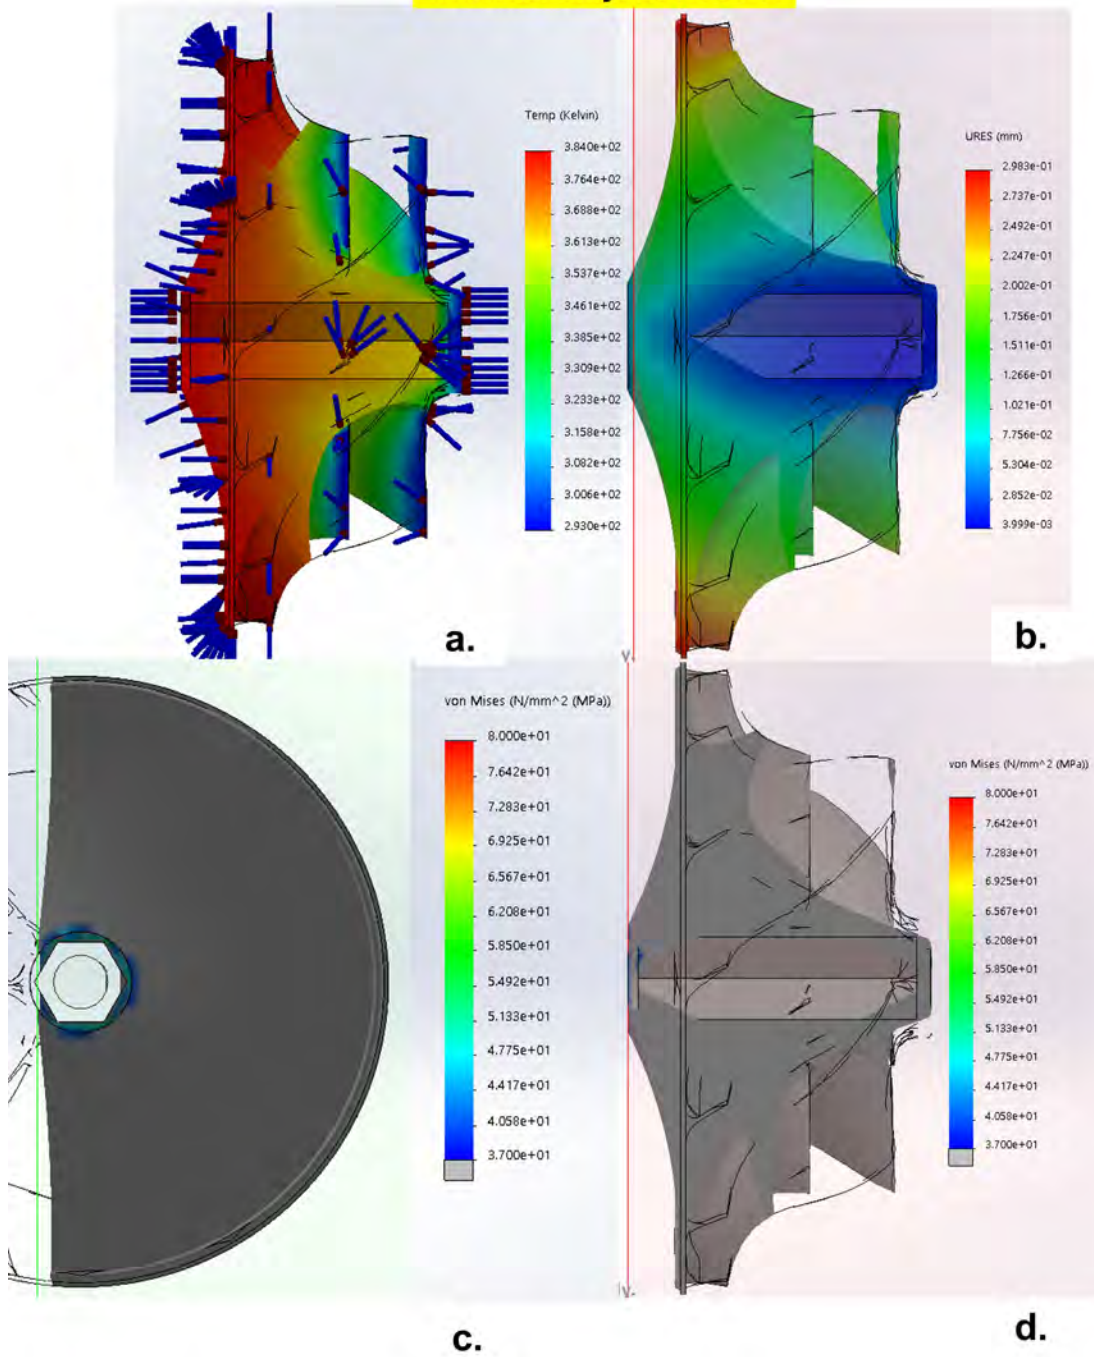 Temp (Kelvin)
3.840e+02
3.764e+02
3.688e+02
3.613e+02
3.537e+02
3.461e+02
3.385e+02
3.309e+02
3.233e+02
3.158e+02
3.082e+02
3.006e+02
2.930e+02
a.
URES (mm)
2.983e-01
2.737e-01
2.492e-01
2.247e-01
2.002e-01
1.756e-01
1.511e-01
1.266e-01
1.021e-01
7.756e-02
5.304e-02
2.852e-02
3.999e-03
b.
von Mises (N/mm^2 (MPa))
8.000e+01
7.642e+01
7.283e+01
6.925e+01
6.567e+01
6.208e+01
5.850e+01
5.492e+01
5.133e+01
4.775e+01
4.417e+01
4.058e+01
3.700e+01
c.
von Mises (N/mm^2 (MPa))
8.000e+01
7.642e+01
7.283e+01
6.925e+01
6.567e+01
6.208e+01
5.850e+01
5.492e+01
5.133e+01
4.775e+01
4.417e+01
4.058e+01
3.700e+01
d.